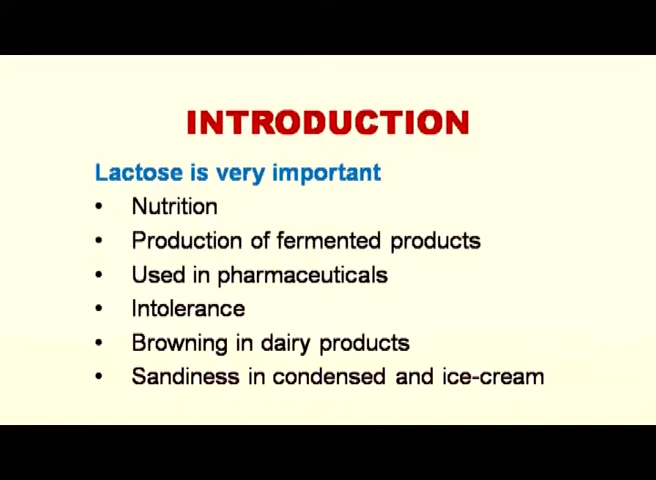 INTRODUCTION
Lactose is very important
• Nutrition
• Production of fermented products
• Used in pharmaceuticals
• Intolerance
• Browning in dairy products
• Sandiness in condensed and ice-cream